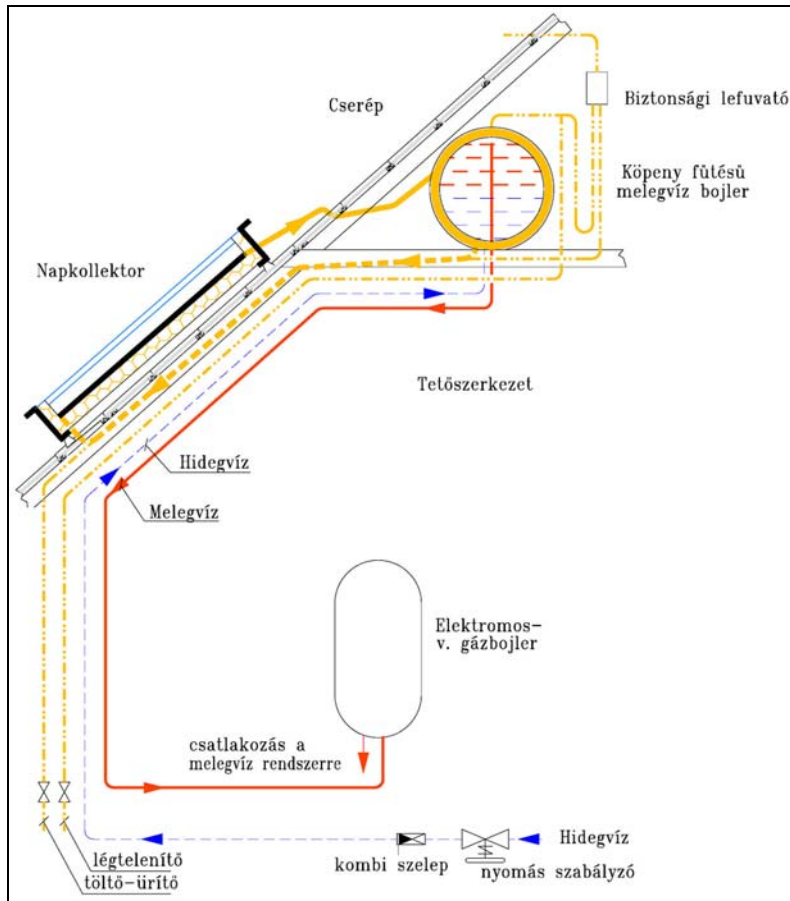 Cserép
Biztonsági lefuvató
Köpeny fűtésű
melegvíz bojler
Napkollektor
Tetőszerkezet
Hidegvíz
Melegvíz
Elektromos-
v. gázbojler
csatlakozás a
melegvíz rendszerre
Hidegvíz
légtelenítő
kombi szelep
nyomás szabályzó
töltő-ürítő